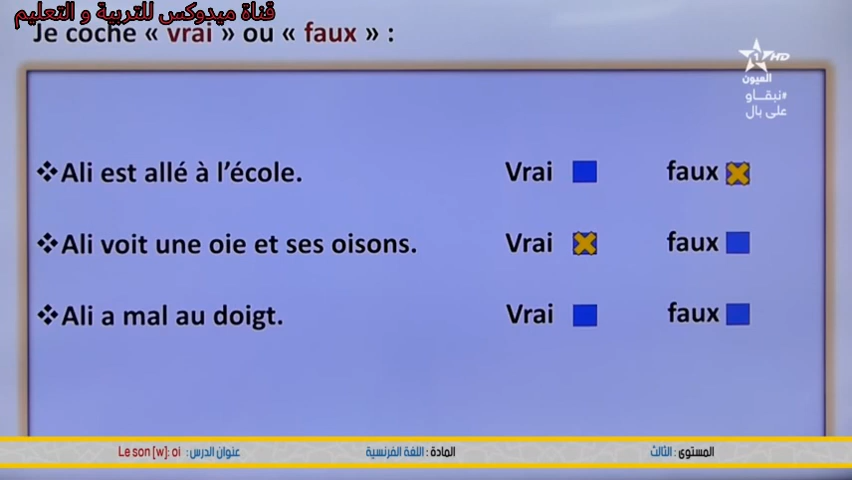 قناة ميدوكس للتربية و التعليم
Je coche « vrai » ou « faux » :
1 HD
العيون
#نبقاو
على بال
❖Ali est allé à l’école. Vrai faux
❖Ali voit une oie et ses oisons. Vrai faux
❖Ali a mal au doigt. Vrai faux
المستوى : الثالث المادة : اللغة الفرنسية عنوان الدرس : Le son [w]: oi